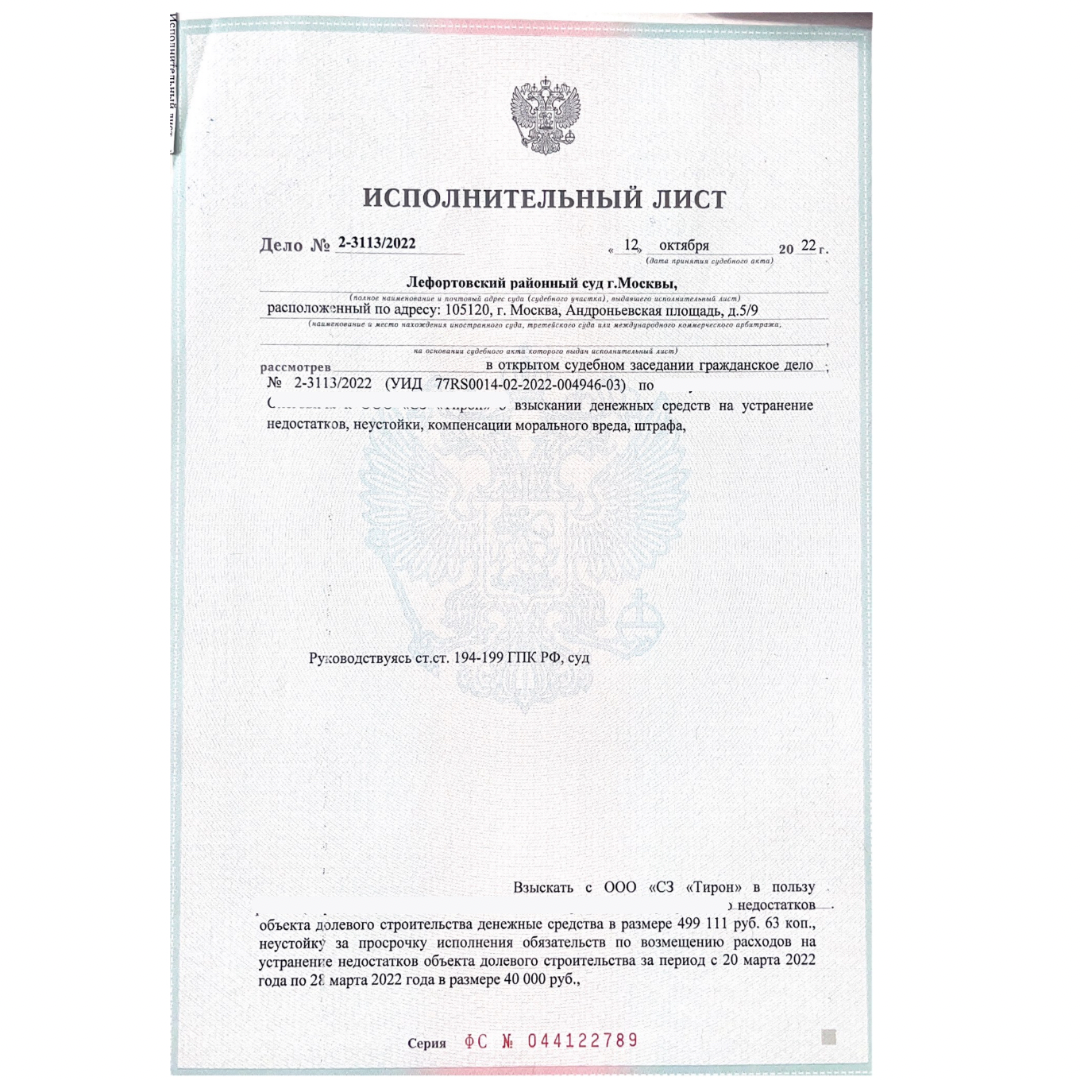 Исполнительный лист
ИСПОЛНИТЕЛЬНЫЙ ЛИСТ
Дело № 2-3113/2022 « 12 » октября 20 22 г.
(дата принятия судебного акта)
Лефортовский районный суд г.Москвы,
(полное наименование и почтовый адрес суда (судебного участка), выдавшего исполнительный лист)
расположенный по адресу: 105120, г. Москва, Андроньевская площадь, д.5/9
(наименование и место нахождения иностранного суда, третейского суда или международного коммерческого арбитража,
на основании судебного акта которого выдан исполнительный лист)
рассмотрев в открытом судебном заседании гражданское дело ;
№ 2-3113/2022 (УИД 77RS0014-02-2022-004946-03) по
к ООО «СЗ «Тирон» о взыскании денежных средств на устранение
недостатков, неустойки, компенсации морального вреда, штрафа,
Руководствуясь ст.ст. 194-199 ГПК РФ, суд
Взыскать с ООО «СЗ «Тирон» в пользу
недостатков
объекта долевого строительства денежные средства в размере 499 111 руб. 63 коп.,
неустойку за просрочку исполнения обязательств по возмещению расходов на
устранение недостатков объекта долевого строительства за период с 20 марта 2022
года по 28 марта 2022 года в размере 40 000 руб.,
Серия ФС № 044122789